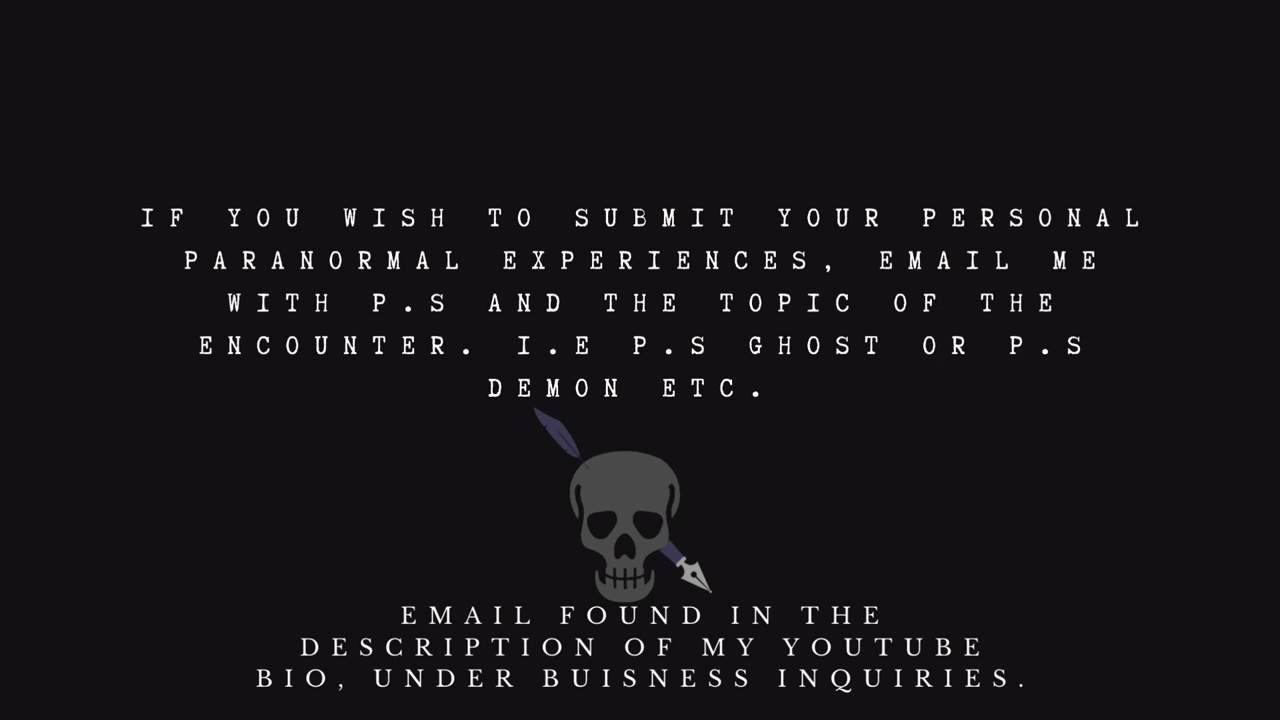 IF YOU WISH TO SUBMIT YOUR PERSONAL
PARANORMAL EXPERIENCES, EMAIL ME
WITH P.S AND THE TOPIC OF THE
ENCOUNTER. I.E P.S GHOST OR P.S
DEMON ETC.
EMAIL FOUND IN THE
DESCRIPTION OF MY YOUTUBE
BIO, UNDER BUISNESS INQUIRIES.